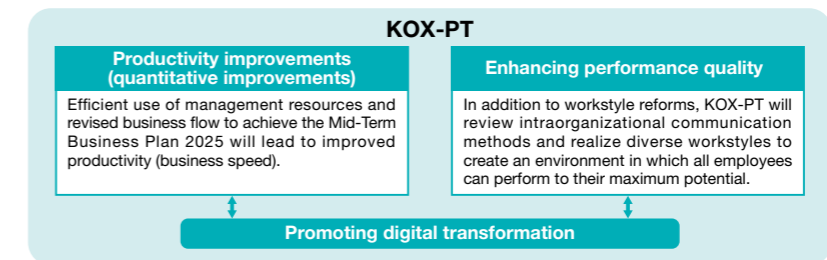 KOX-PT
Productivity improvements
(quantitative improvements)
Efficient use of management resources and
revised business flow to achieve the Mid-Term
Business Plan 2025 will lead to improved
productivity (business speed).
Enhancing performance quality
In addition to workstyle reforms, KOX-PT will
review intraorganizational communication
methods and realize diverse workstyles to
create an environment in which all employees
can perform to their maximum potential.
Promoting digital transformation